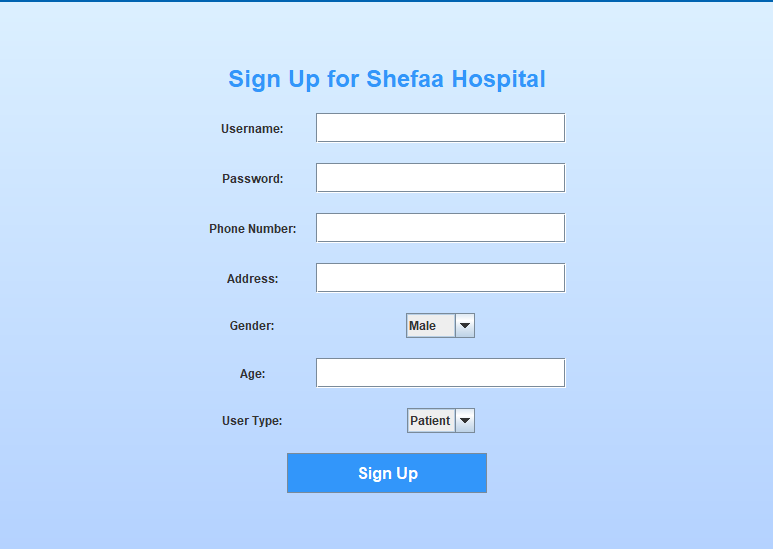 Sign Up for Shefaa Hospital
Username:
Password:
Phone Number:
Address:
Gender: Male
Age:
User Type: Patient
Sign Up